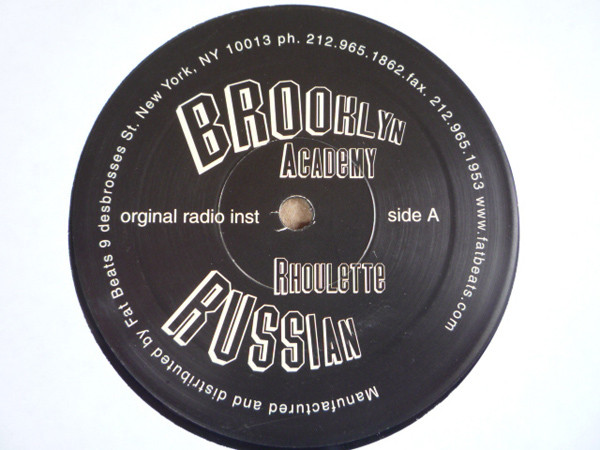 BROOKLYN
ACADEMY
orginal radio inst side A
RHOULETTE
RUSSIAN
Manufactured and distributed by Fat Beats 9 desbrosses St. New York, NY 10013 ph. 212.965.1862.fax. 212.965.1953 www.fatbeats.com